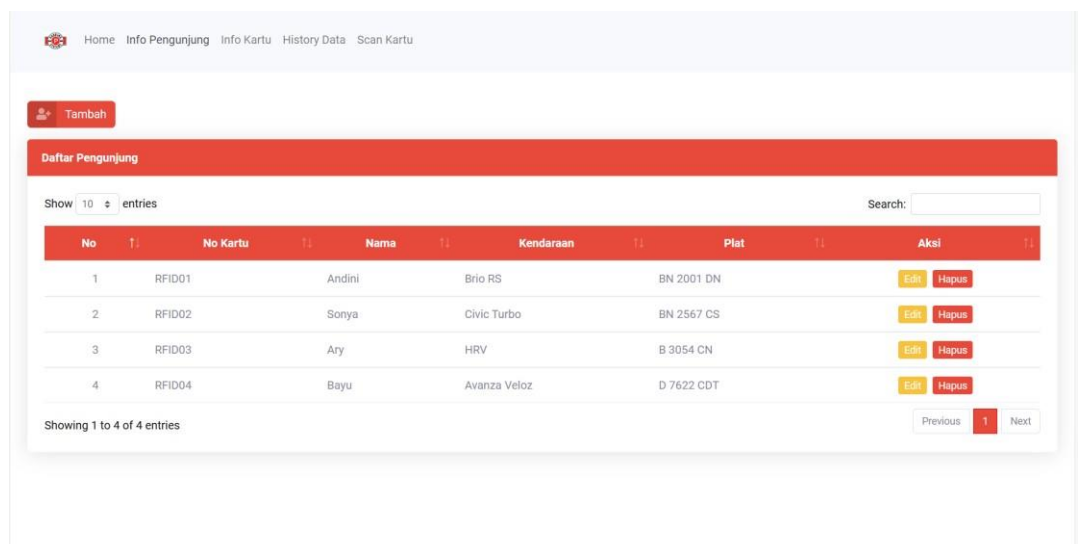 Home Info Pengunjung Info Kartu History Data Scan Kartu
Tambah
Daftar Pengunjung
Show 10 entries
Search:
No No Kartu Nama Kendaraan Plat Aksi
1 RFID01 Andini Brio RS BN 2001 DN Edit Hapus
2 RFID02 Sonya Civic Turbo BN 2567 CS Edit Hapus
3 RFID03 Ary HRV B 3054 CN Edit Hapus
4 RFID04 Bayu Avanza Veloz D 7622 CDT Edit Hapus
Showing 1 to 4 of 4 entries
Previous 1 Next